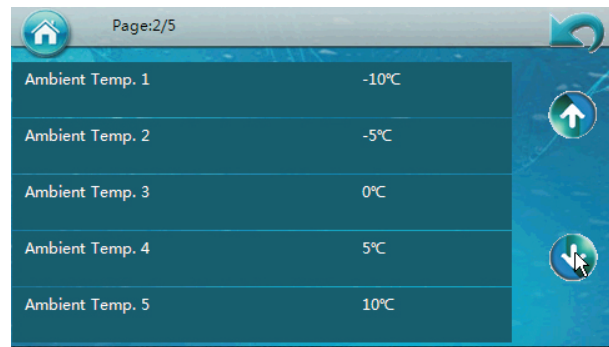 Page:2/5
Ambient Temp. 1 -10℃
Ambient Temp. 2 -5℃
Ambient Temp. 3 0℃
Ambient Temp. 4 5℃
Ambient Temp. 5 10℃